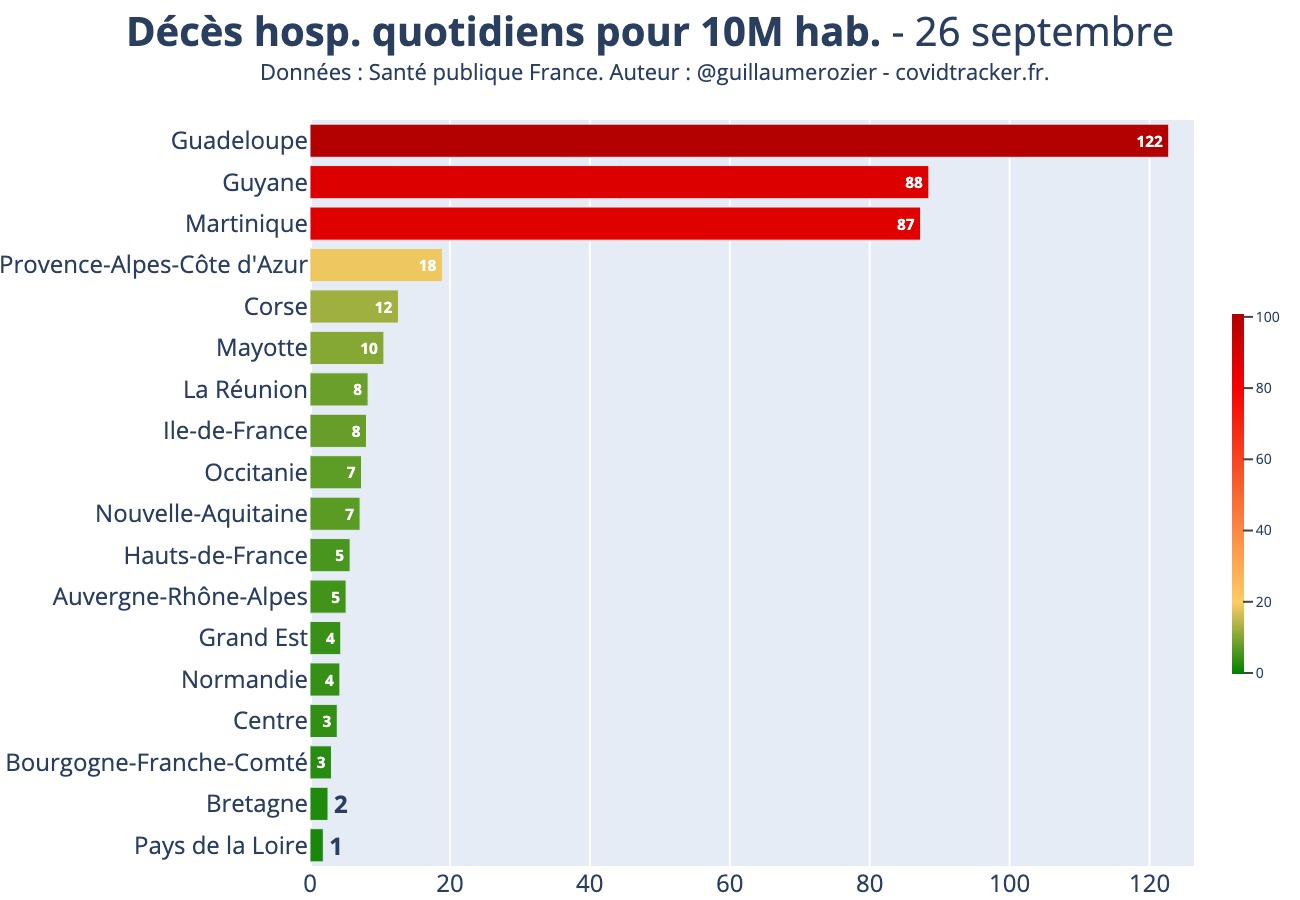 Décès hosp. quotidiens pour 10M hab. - 26 septembre
Données : Santé publique France. Auteur : @guillaumerozier - covidtracker.fr.
Guadeloupe 122
Guyane 88
Martinique 87
Provence-Alpes-Côte d'Azur 18
Corse 12
Mayotte 10
La Réunion 8
Ile-de-France 8
Occitanie 7
Nouvelle-Aquitaine 7
Hauts-de-France 5
Auvergne-Rhône-Alpes 5
Grand Est 4
Normandie 4
Centre 3
Bourgogne-Franche-Comté 3
Bretagne 2
Pays de la Loire 1
0 20 40 60 80 100 120
100
80
60
40
20
0